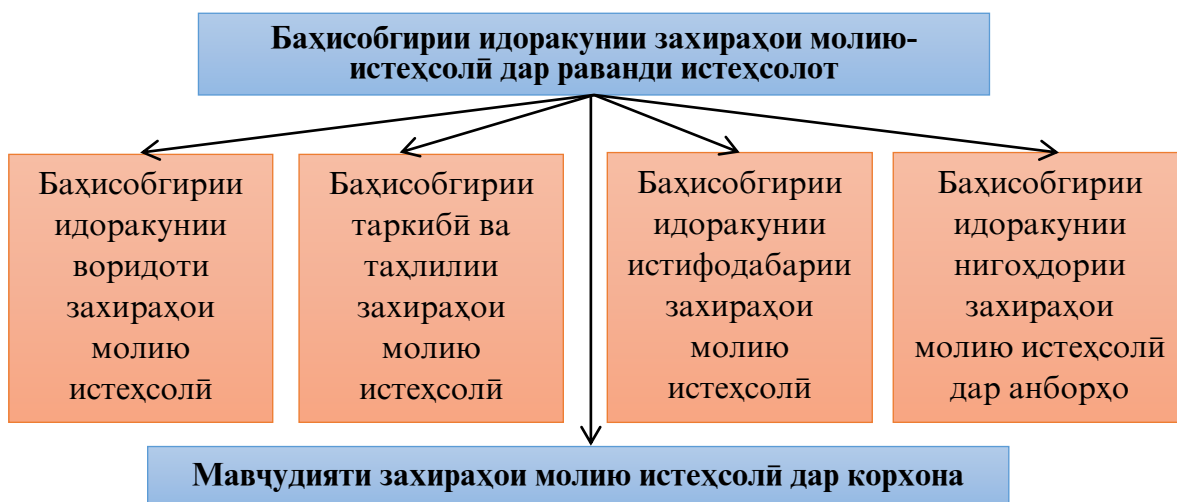 Баҳисобгирии идоракунии захираҳои молию-
истеҳсолӣ дар раванди истеҳсолот
Баҳисобгирии
идоракунии
воридоти
захираҳои
молию
истеҳсолӣ
Баҳисобгирии
таркибӣ ва
таҳлилии
захираҳои
молию
истеҳсолӣ
Баҳисобгирии
идоракунии
истифодабарии
захираҳои
молию
истеҳсолӣ
Баҳисобгирии
идоракунии
нигоҳдории
захираҳои
молию истеҳсолӣ
дар анборҳо
Мавҷудияти захираҳои молию истеҳсолӣ дар корхона